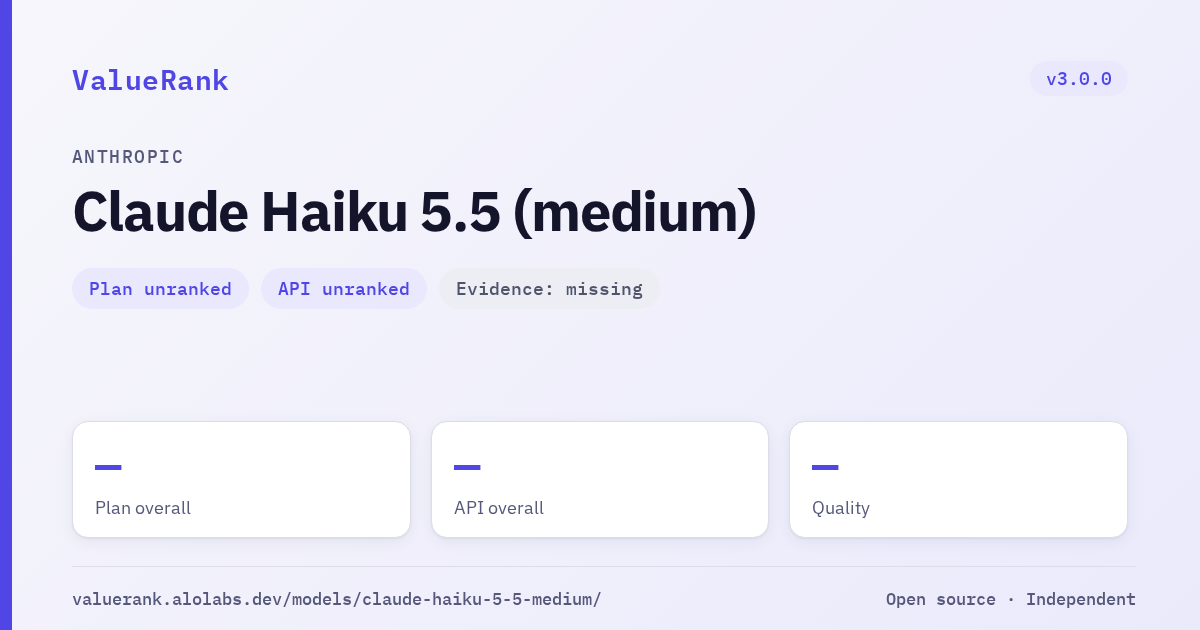 ValueRank
v3.0.0
ANTHROPIC
Claude Haiku 5.5 (medium)
Plan unranked
API unranked
Evidence: missing
—
Plan overall
—
API overall
—
Quality
valuerank.alolabs.dev/models/claude-haiku-5-5-medium/
Open source · Independent